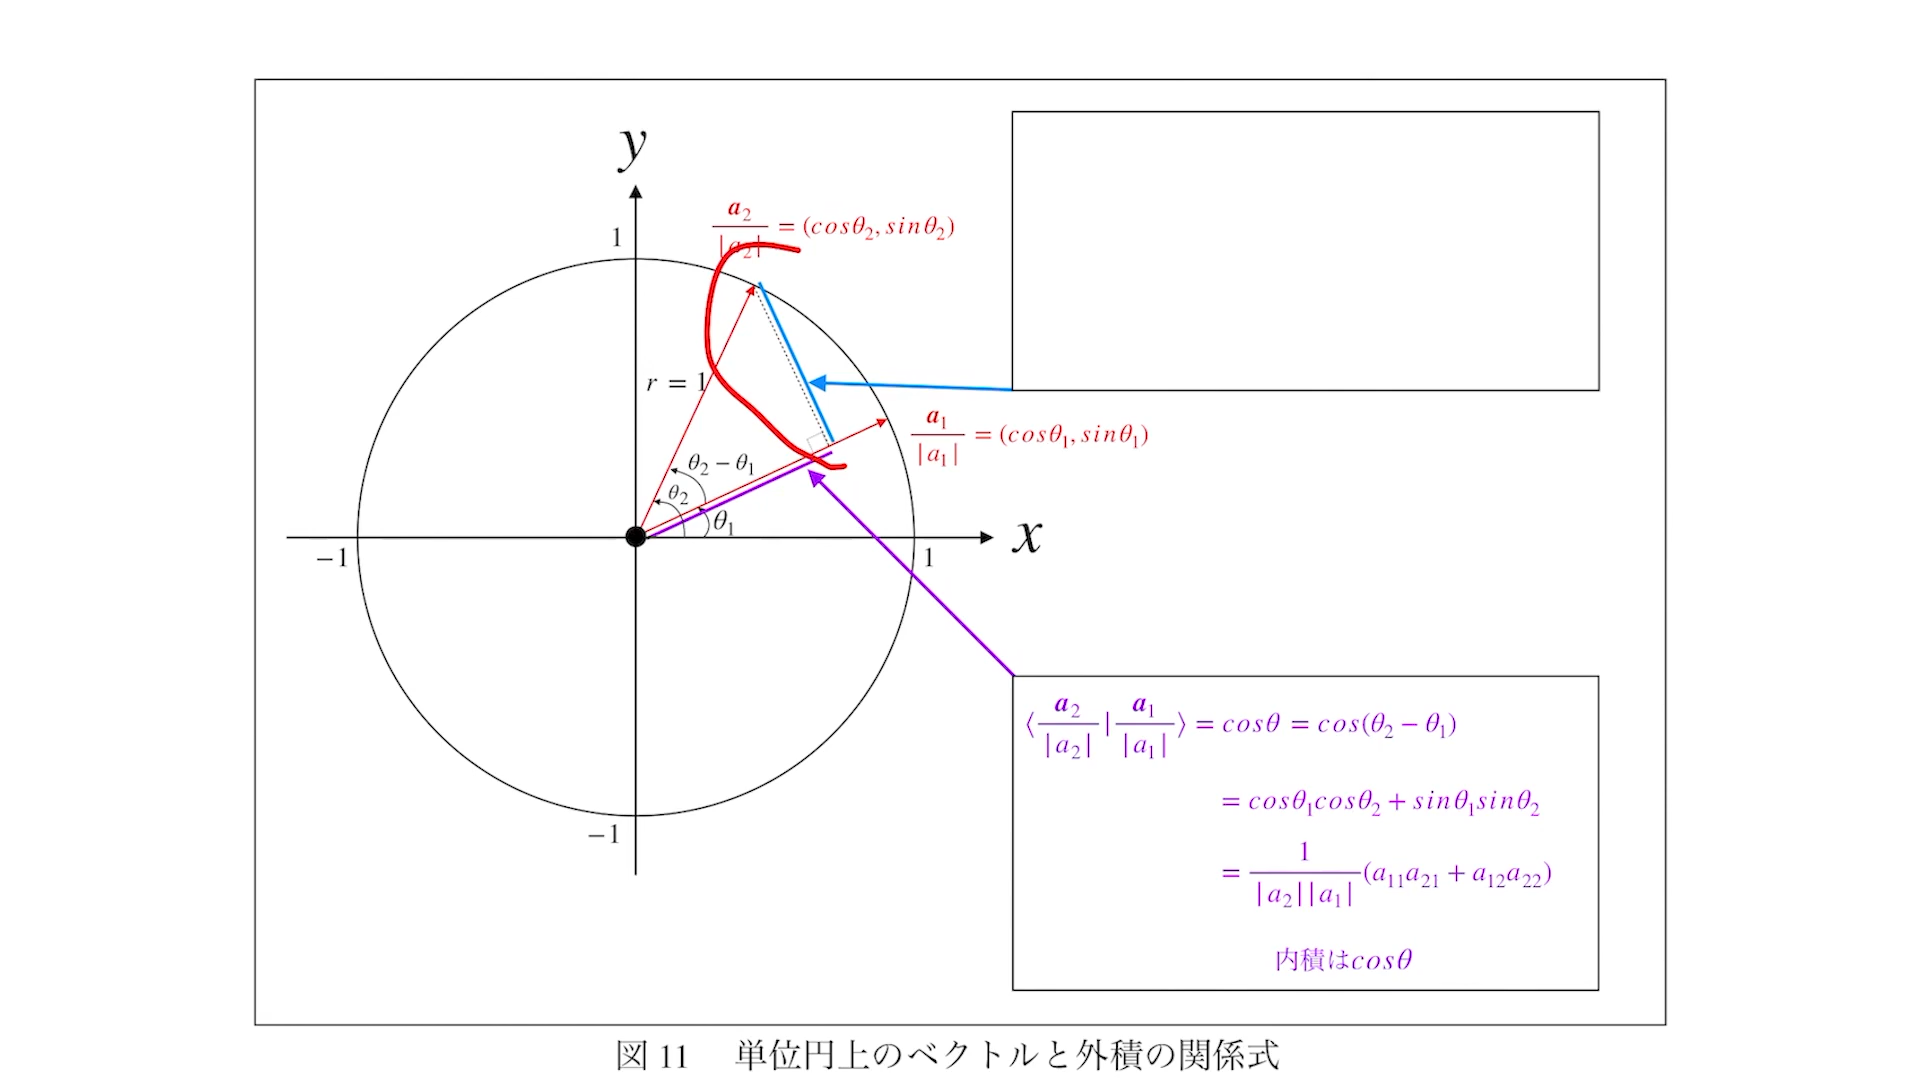 y
1
a₂/|a₂| = (cosθ₂, sinθ₂)
r = 1
a₁/|a₁| = (cosθ₁, sinθ₁)
θ₂ − θ₁
θ₂
θ₁
x
−1
1
−1
⟨a₂/|a₂| | a₁/|a₁|⟩ = cosθ = cos(θ₂ − θ₁)
= cosθ₁cosθ₂ + sinθ₁sinθ₂
= 1/(|a₂||a₁|) (a₁₁a₂₁ + a₁₂a₂₂)
内積はcosθ
図 11 単位円上のベクトルと外積の関係式